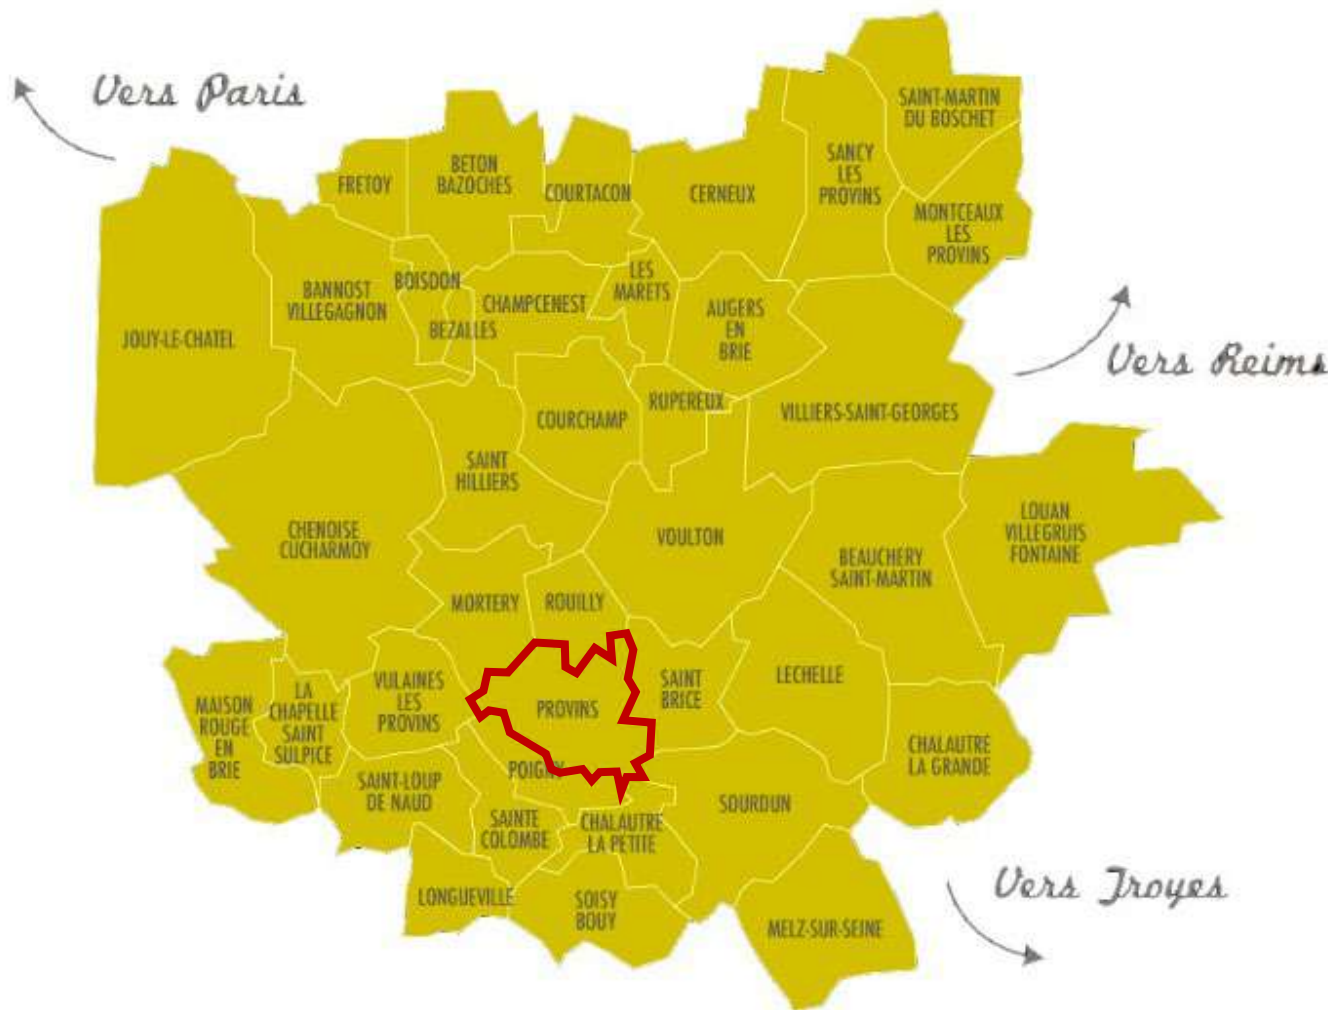 Vers Paris
SAINT-MARTIN
DU BOSCHET
FRETOY
BETON
BAZOCHES
COURTACON
CERNEUX
SANCY
LES
PROVINS
MONTCEAUX
LES
PROVINS
JOUY-LE-CHATEL
BANNOST
VILLEGAGNON
BOISDON
BEZALLES
CHAMPCENEST
LES
MARETS
AUGERS
EN
BRIE
Vers Reims
COURCHAMP
RUPEREUX
VILLIERS-SAINT-GEORGES
SAINT
HILLIERS
CHENOISE
CUCHARMOY
VOULTON
BEAUCHERY
SAINT-MARTIN
LOUAN
VILLEGRUIS
FONTAINE
MORTERY
ROUILLY
MAISON
ROUGE
EN
BRIE
LA
CHAPELLE
SAINT
SULPICE
VULAINES
LES
PROVINS
PROVINS
SAINT
BRICE
LECHELLE
CHALAUTRE
LA GRANDE
SAINT-LOUP
DE NAUD
POIGNY
SAINTE
COLOMBE
CHALAUTRE
LA PETITE
SOURDUN
LONGUEVILLE
SOISY
BOUY
MELZ-SUR-SEINE
Vers Troyes